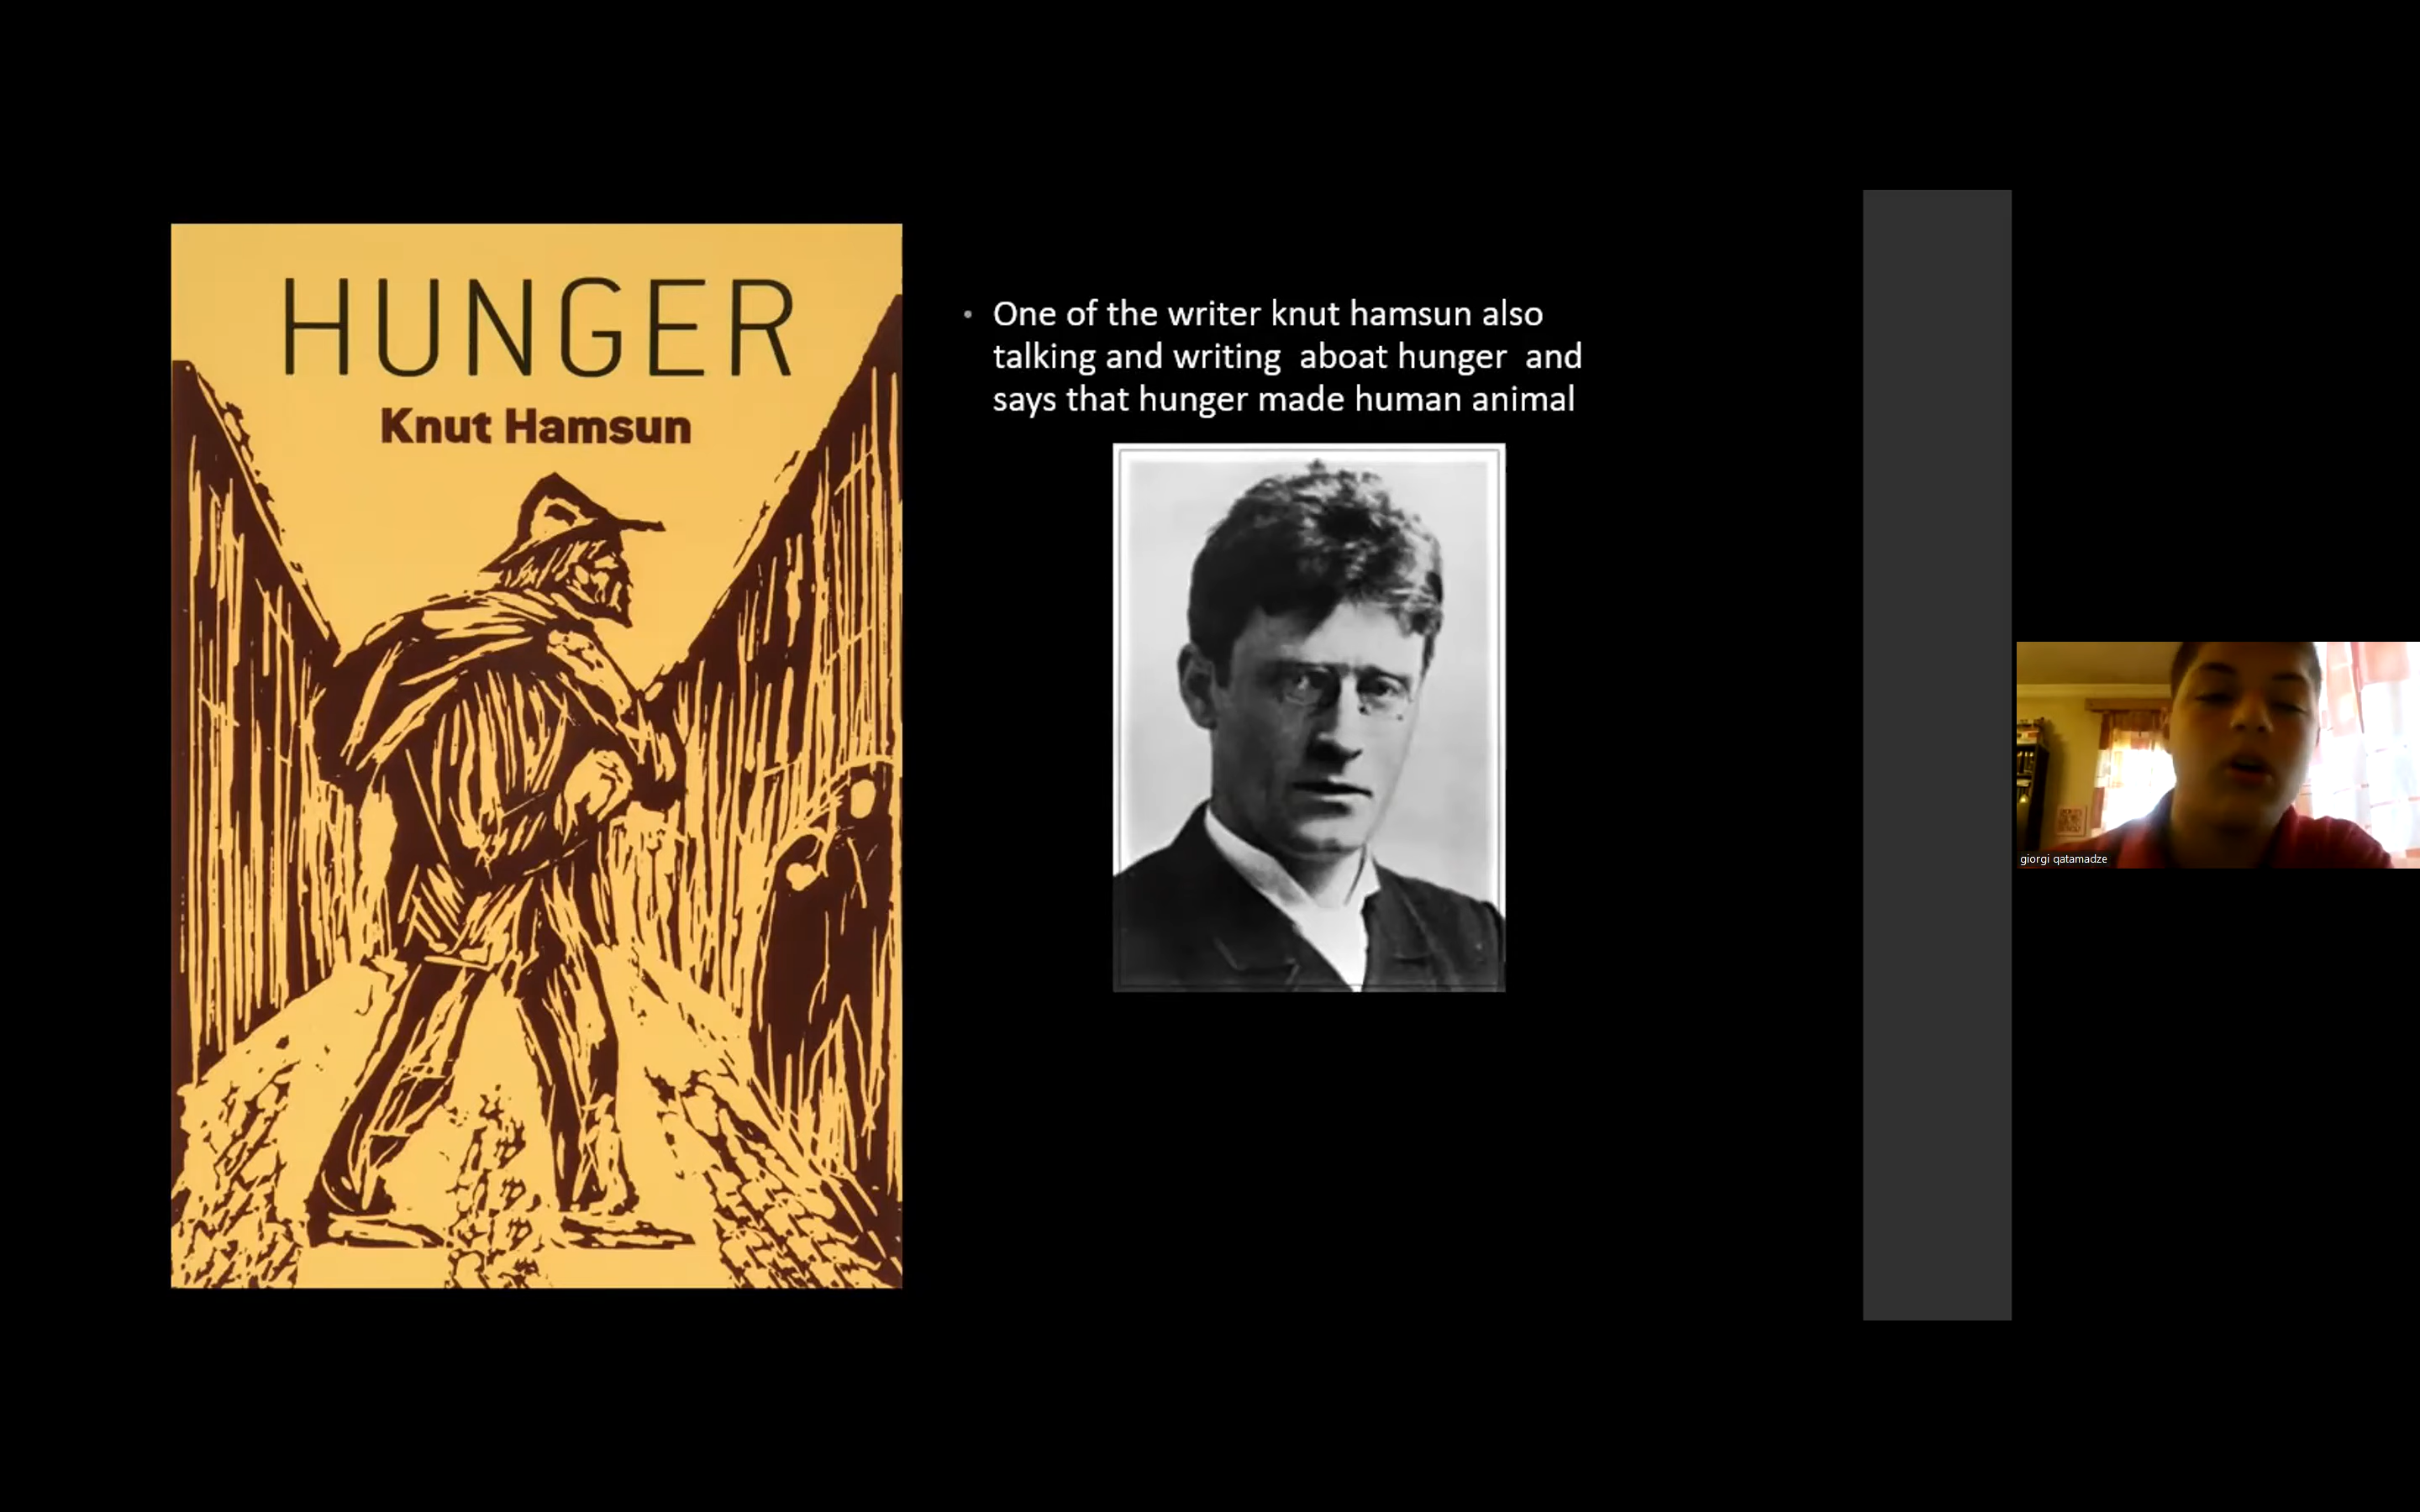 HUNGER
Knut Hamsun
• One of the writer knut hamsun also
talking and writing  aboat hunger  and
says that hunger made human animal
giorgi qatamadze